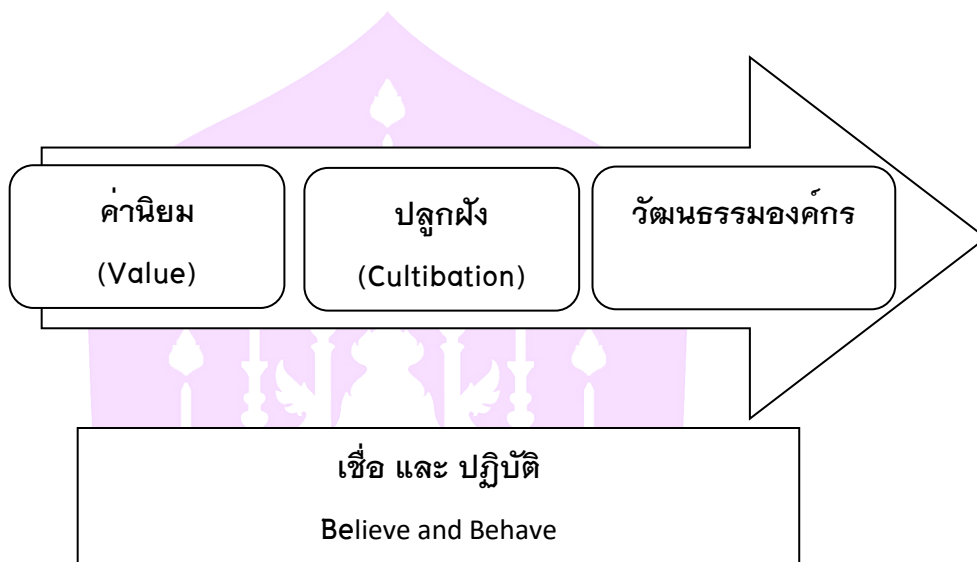 ค่านิยม
(Value)
ปลูกฝัง
(Cultibation)
วัฒนธรรมองค์กร
เชื่อ และ ปฏิบัติ
Believe and Behave